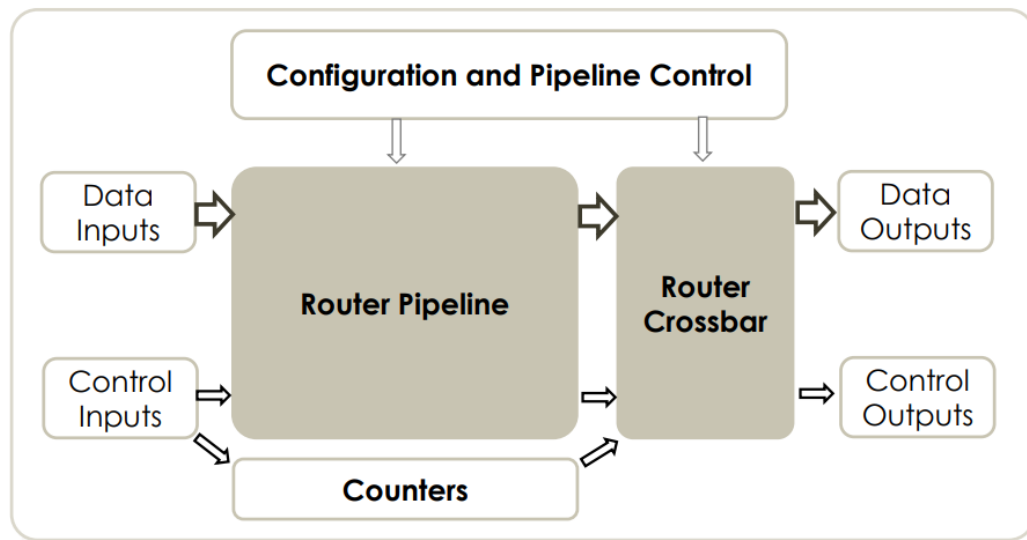 Configuration and Pipeline Control
Data
Inputs
Data
Outputs
Router Pipeline
Router
Crossbar
Control
Inputs
Control
Outputs
Counters